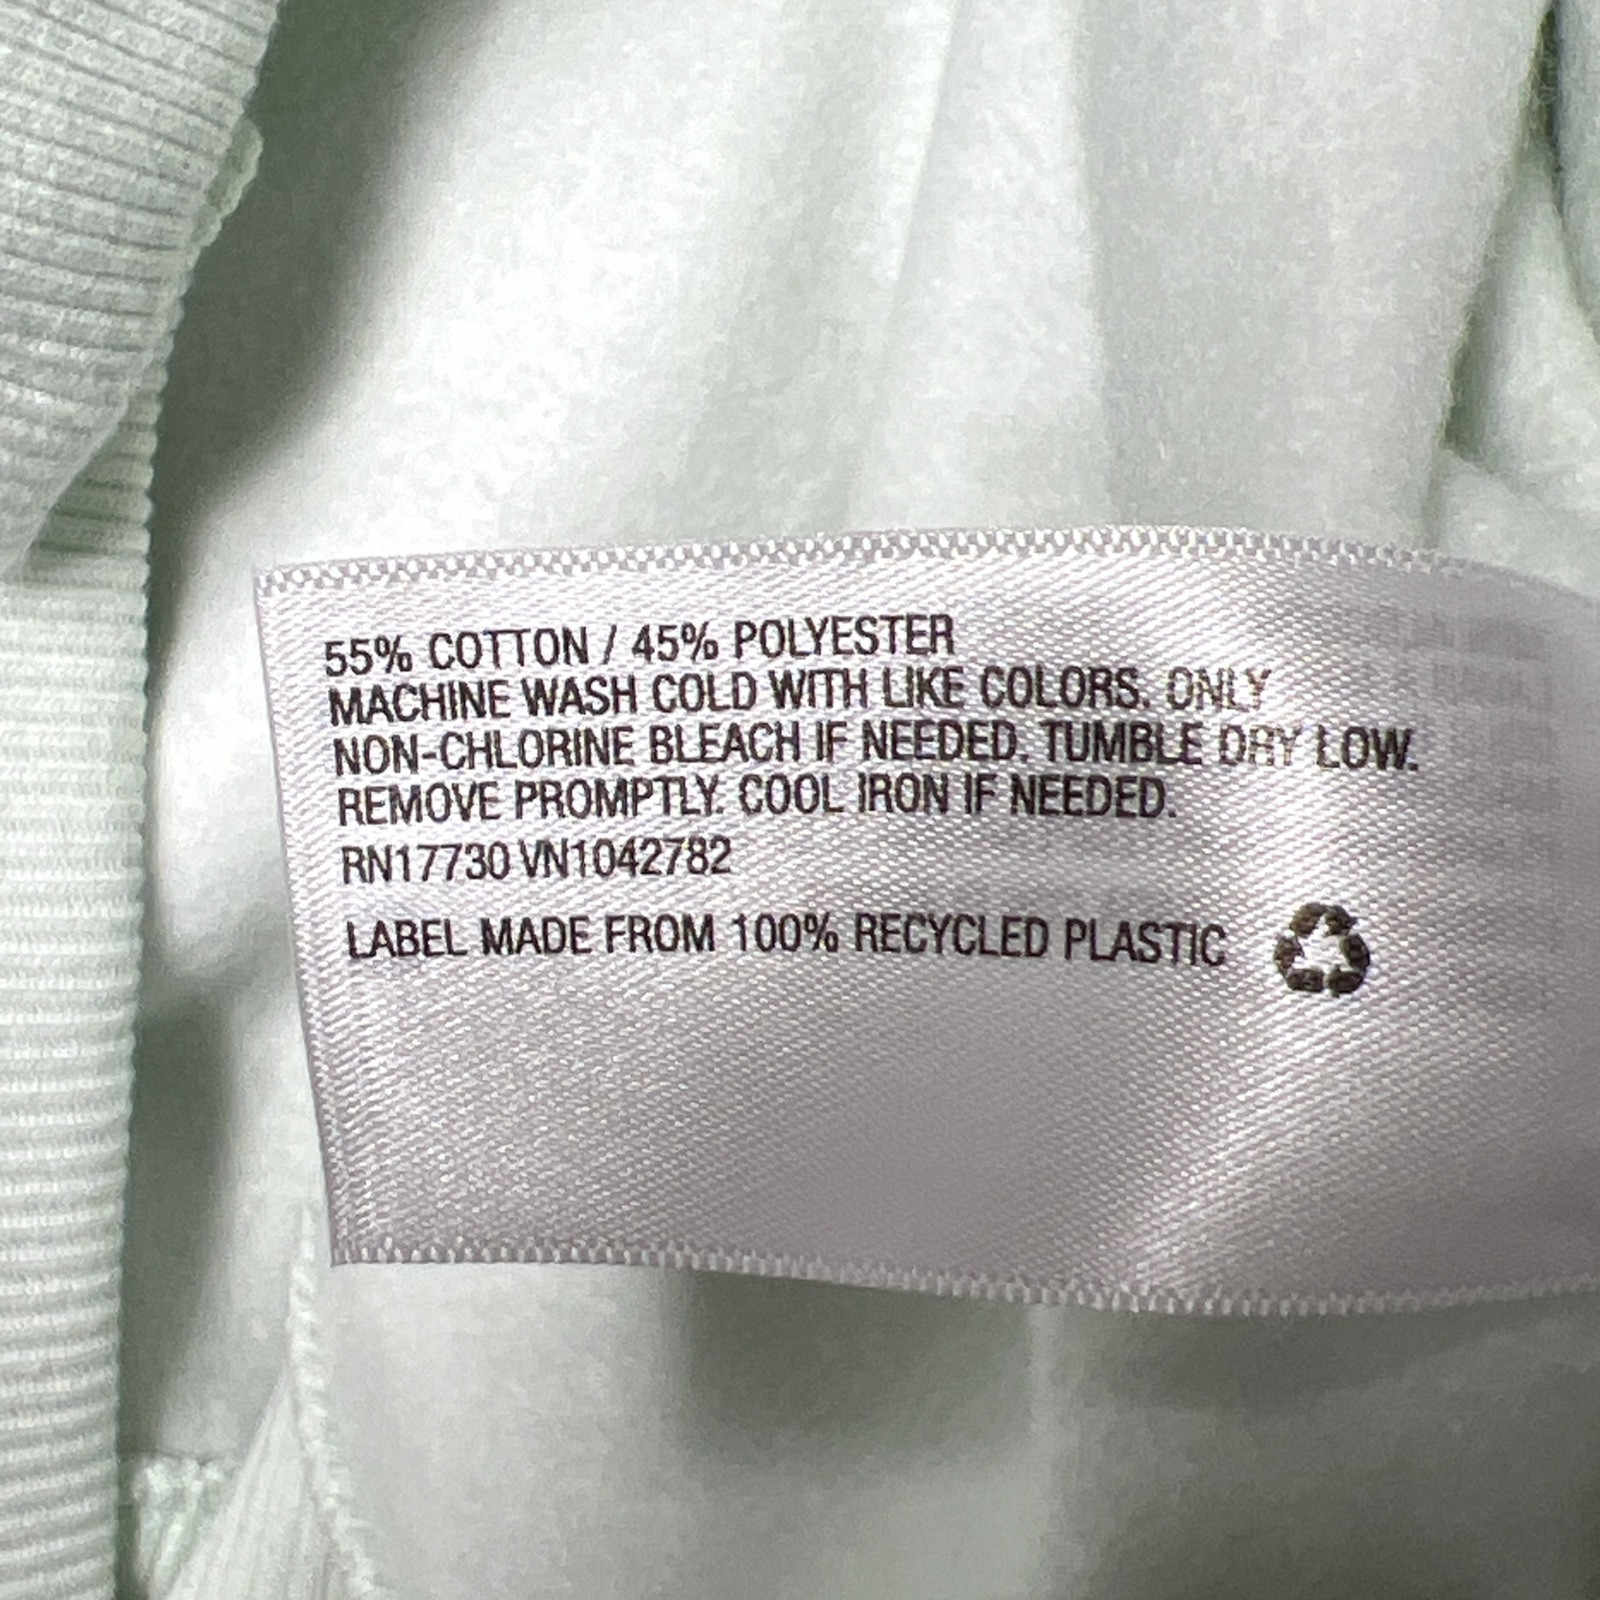 55% COTTON / 45% POLYESTER
MACHINE WASH COLD WITH LIKE COLORS. ONLY
NON-CHLORINE BLEACH IF NEEDED. TUMBLE DRY LOW.
REMOVE PROMPTLY. COOL IRON IF NEEDED.
RN17730 VN1042782
LABEL MADE FROM 100% RECYCLED PLASTIC